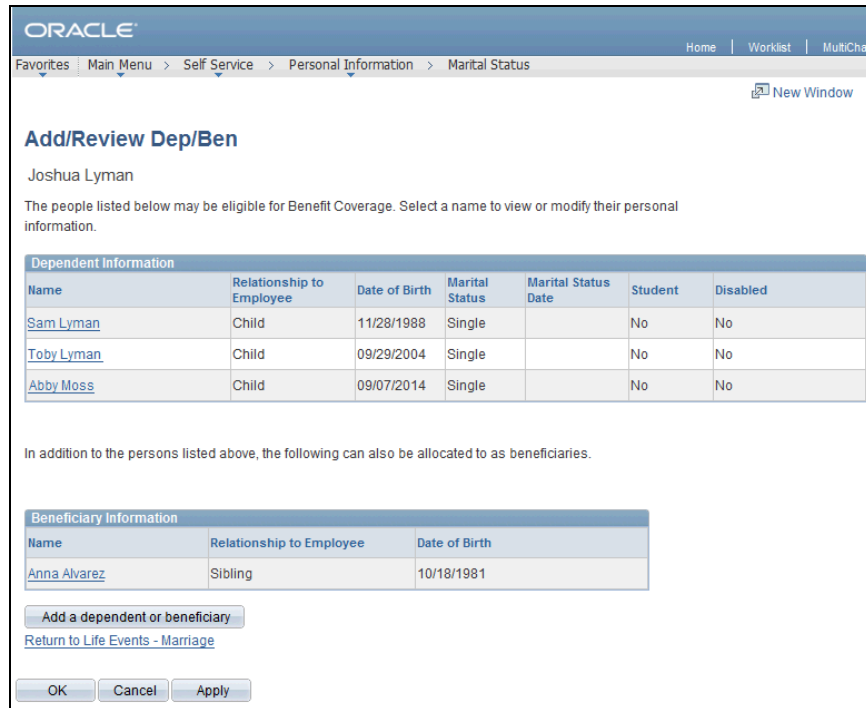 ORACLE
Home | Worklist | MultiCha
Favorites Main Menu > Self Service > Personal Information > Marital Status
New Window
Add/Review Dep/Ben
Joshua Lyman
The people listed below may be eligible for Benefit Coverage. Select a name to view or modify their personal
information.
Dependent Information
Name Relationship to Employee Date of Birth Marital Status Marital Status Date Student Disabled
Sam Lyman Child 11/28/1988 Single No No
Toby Lyman Child 09/29/2004 Single No No
Abby Moss Child 09/07/2014 Single No No
In addition to the persons listed above, the following can also be allocated to as beneficiaries.
Beneficiary Information
Name Relationship to Employee Date of Birth
Anna Alvarez Sibling 10/18/1981
Add a dependent or beneficiary
Return to Life Events - Marriage
OK Cancel Apply